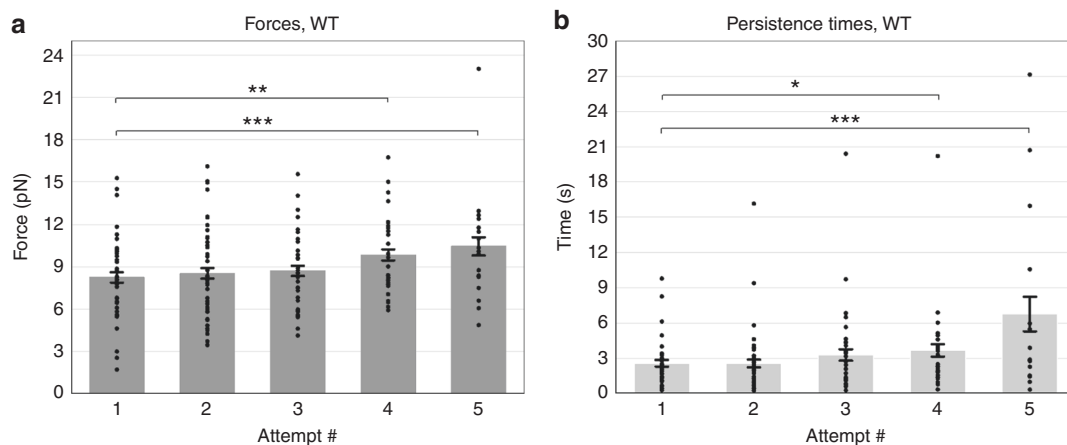 a
Forces, WT
24
21
18
15
12
9
6
3
0
Force (pN)
**
***
1 2 3 4 5
Attempt #
b
Persistence times, WT
30
27
24
21
18
15
12
9
6
3
0
Time (s)
*
***
1 2 3 4 5
Attempt #